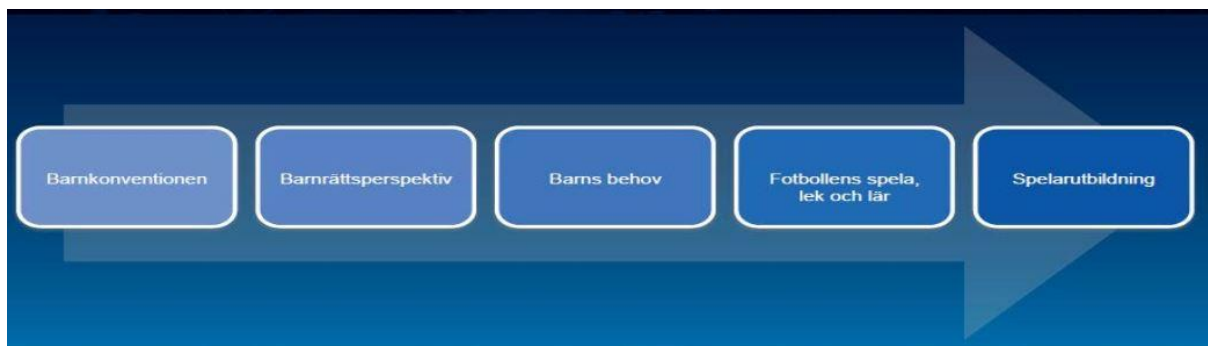 Barnkonventionen
Barnrättsperspektiv
Barns behov
Fotbollens spela,
lek och lär
Spelarutbildning